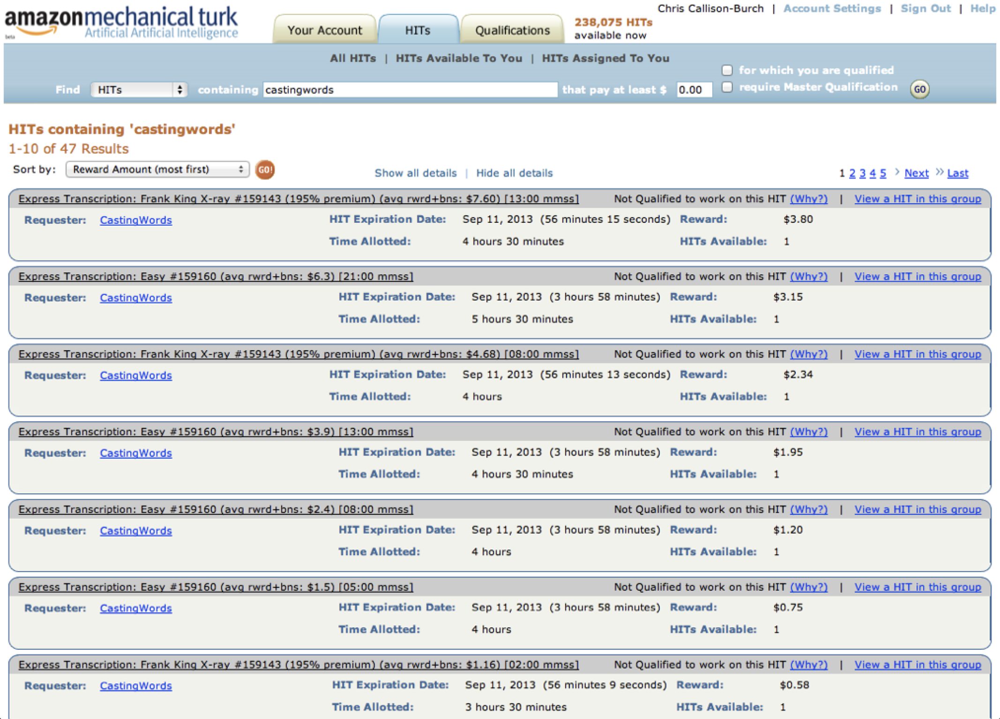 Chris Callison-Burch | Account Settings | Sign Out | Help
amazonmechanical turk
Artificial Artificial Intelligence
beta
Your Account HITs Qualifications 238,075 HITs
available now
All HITs | HITs Available To You | HITs Assigned To You
for which you are qualified
Find HITs containing castingwords that pay at least $ 0.00 require Master Qualification GO
HITs containing 'castingwords'
1-10 of 47 Results
Sort by: Reward Amount (most first) GO! Show all details | Hide all details 1 2 3 4 5 > Next >> Last
Express Transcription: Frank King X-ray #159143 (195% premium) (avg rwrd+bns: $7.60) [13:00 mmss] Not Qualified to work on this HIT (Why?) | View a HIT in this group
Requester: CastingWords HIT Expiration Date: Sep 11, 2013 (56 minutes 15 seconds) Reward: $3.80
Time Allotted: 4 hours 30 minutes HITs Available: 1
Express Transcription: Easy #159160 (avg rwrd+bns: $6.3) [21:00 mmss] Not Qualified to work on this HIT (Why?) | View a HIT in this group
Requester: CastingWords HIT Expiration Date: Sep 11, 2013 (3 hours 58 minutes) Reward: $3.15
Time Allotted: 5 hours 30 minutes HITs Available: 1
Express Transcription: Frank King X-ray #159143 (195% premium) (avg rwrd+bns: $4.68) [08:00 mmss] Not Qualified to work on this HIT (Why?) | View a HIT in this group
Requester: CastingWords HIT Expiration Date: Sep 11, 2013 (56 minutes 13 seconds) Reward: $2.34
Time Allotted: 4 hours HITs Available: 1
Express Transcription: Easy #159160 (avg rwrd+bns: $3.9) [13:00 mmss] Not Qualified to work on this HIT (Why?) | View a HIT in this group
Requester: CastingWords HIT Expiration Date: Sep 11, 2013 (3 hours 58 minutes) Reward: $1.95
Time Allotted: 4 hours 30 minutes HITs Available: 1
Express Transcription: Easy #159160 (avg rwrd+bns: $2.4) [08:00 mmss] Not Qualified to work on this HIT (Why?) | View a HIT in this group
Requester: CastingWords HIT Expiration Date: Sep 11, 2013 (3 hours 58 minutes) Reward: $1.20
Time Allotted: 4 hours HITs Available: 1
Express Transcription: Easy #159160 (avg rwrd+bns: $1.5) [05:00 mmss] Not Qualified to work on this HIT (Why?) | View a HIT in this group
Requester: CastingWords HIT Expiration Date: Sep 11, 2013 (3 hours 58 minutes) Reward: $0.75
Time Allotted: 4 hours HITs Available: 1
Express Transcription: Frank King X-ray #159143 (195% premium) (avg rwrd+bns: $1.16) [02:00 mmss] Not Qualified to work on this HIT (Why?) | View a HIT in this group
Requester: CastingWords HIT Expiration Date: Sep 11, 2013 (56 minutes 9 seconds) Reward: $0.58
Time Allotted: 3 hours 30 minutes HITs Available: 1